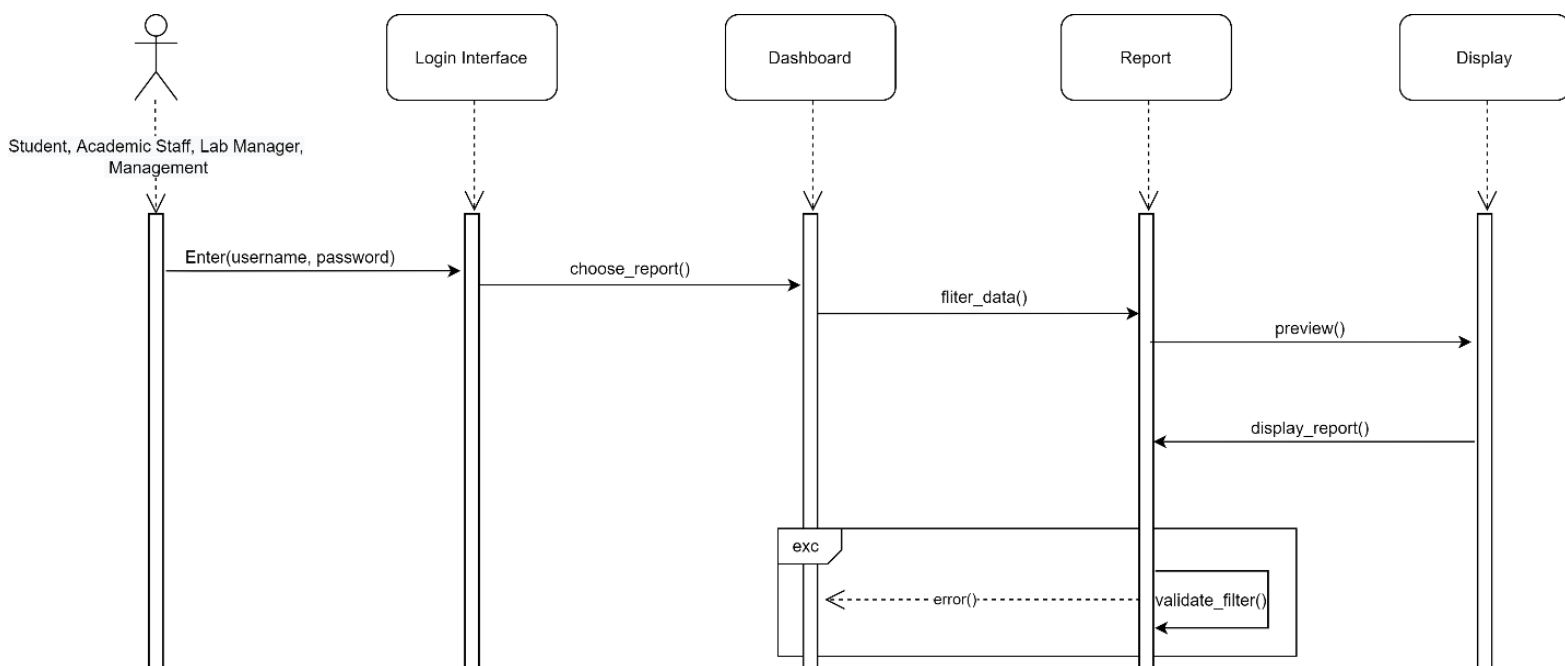 Login Interface
Dashboard
Report
Display
Student, Academic Staff, Lab Manager,
Management
Enter(username, password)
choose_report()
fliter_data()
preview()
display_report()
exc
error()
validate_filter()